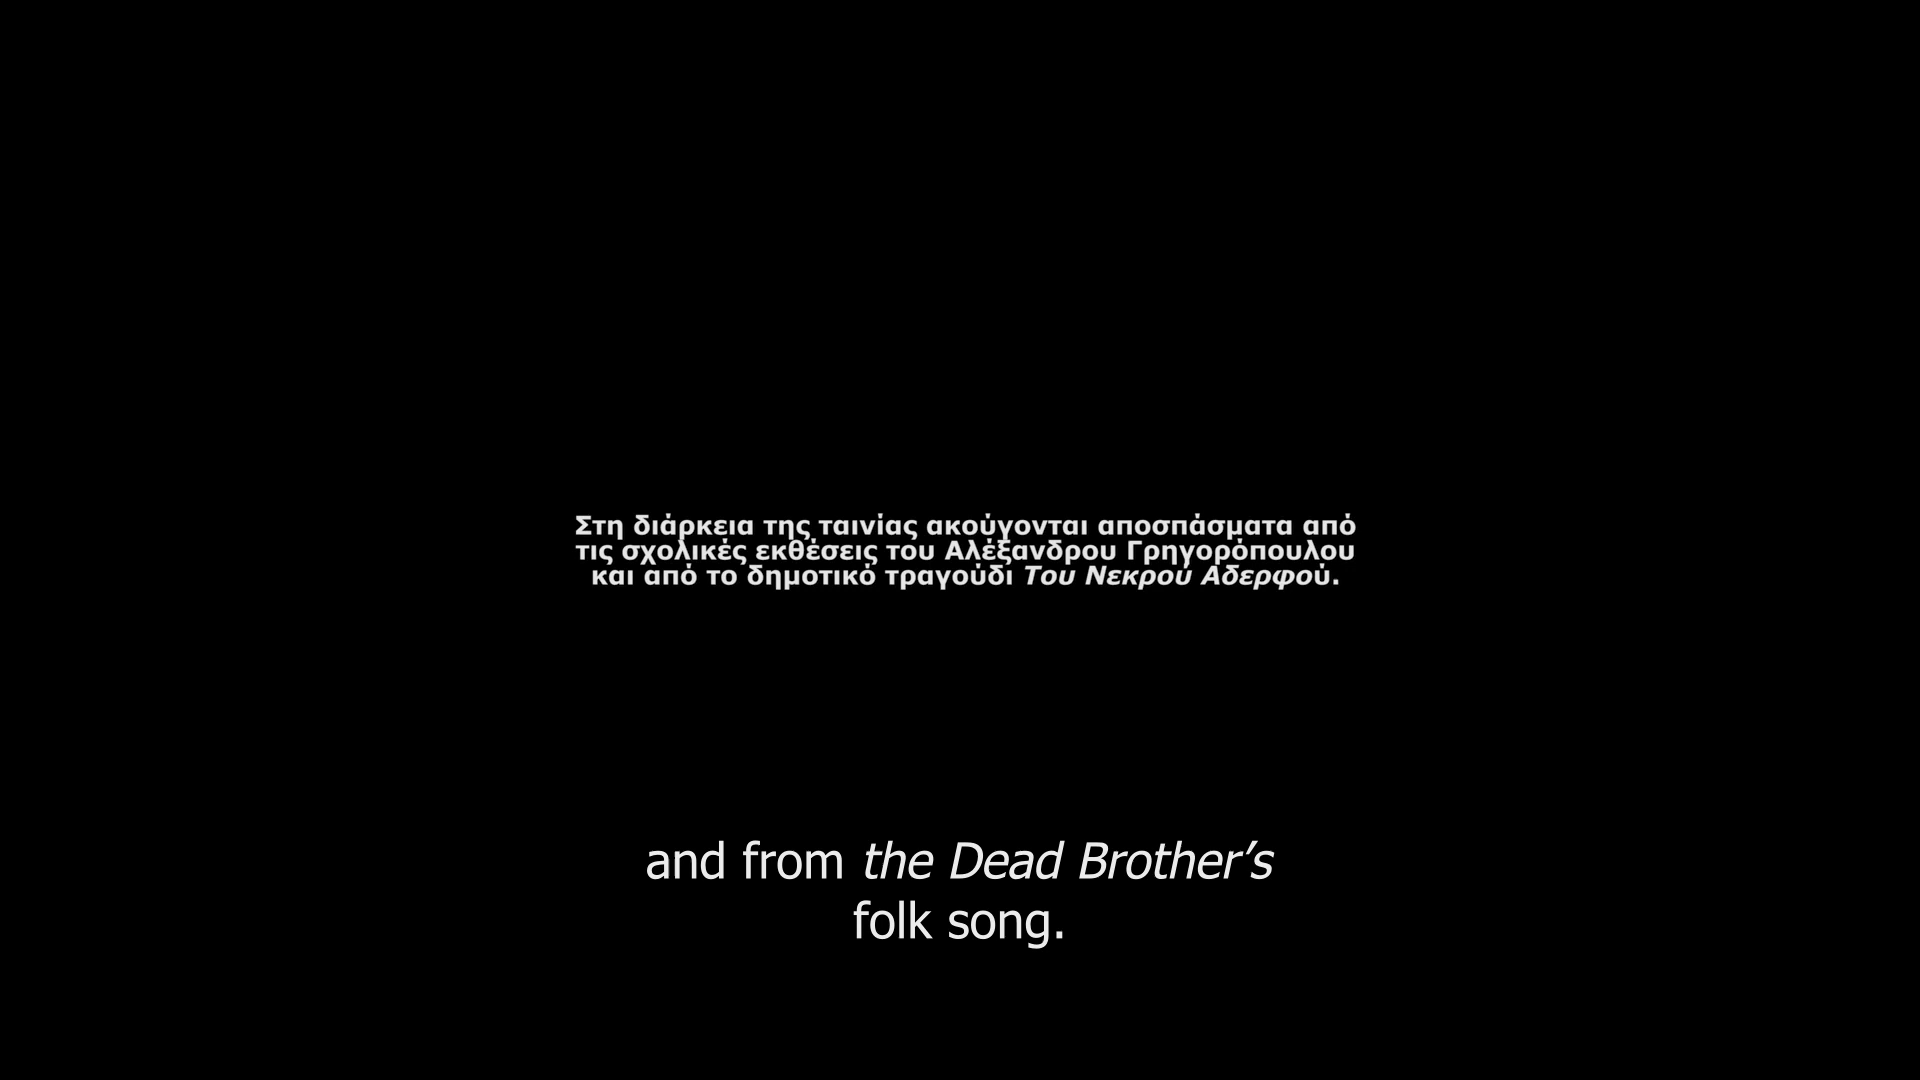 Στη διάρκεια της ταινίας ακούγονται αποσπάσματα από
τις σχολικές εκθέσεις του Αλέξανδρου Γρηγορόπουλου
και από το δημοτικό τραγούδι Του Νεκρού Αδερφού.
and from the Dead Brother’s
folk song.